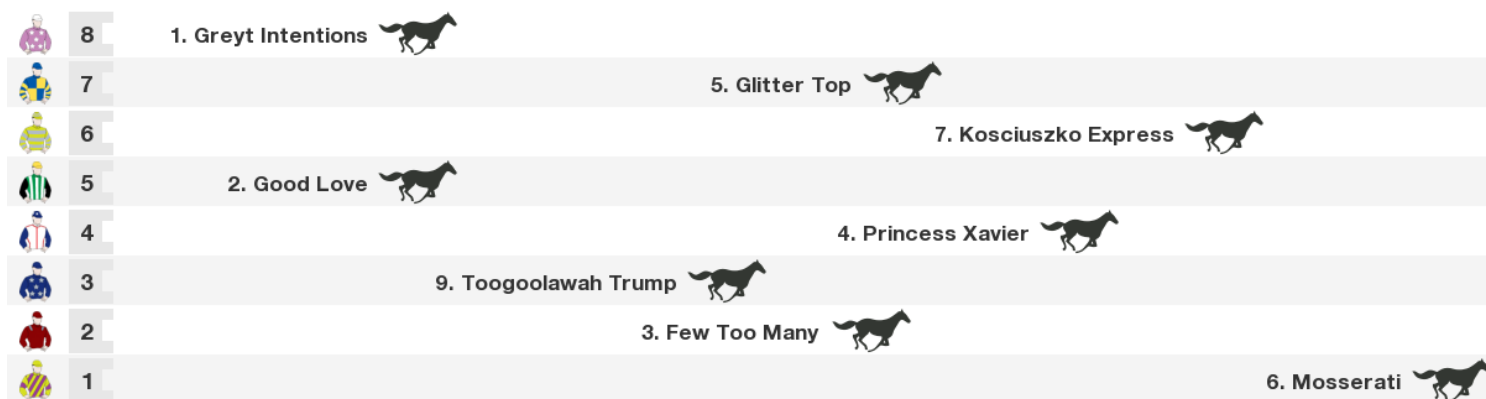 8 1. Greyt Intentions
7 5. Glitter Top
6 7. Kosciuszko Express
5 2. Good Love
4 4. Princess Xavier
3 9. Toogoolawah Trump
2 3. Few Too Many
1 6. Mosserati